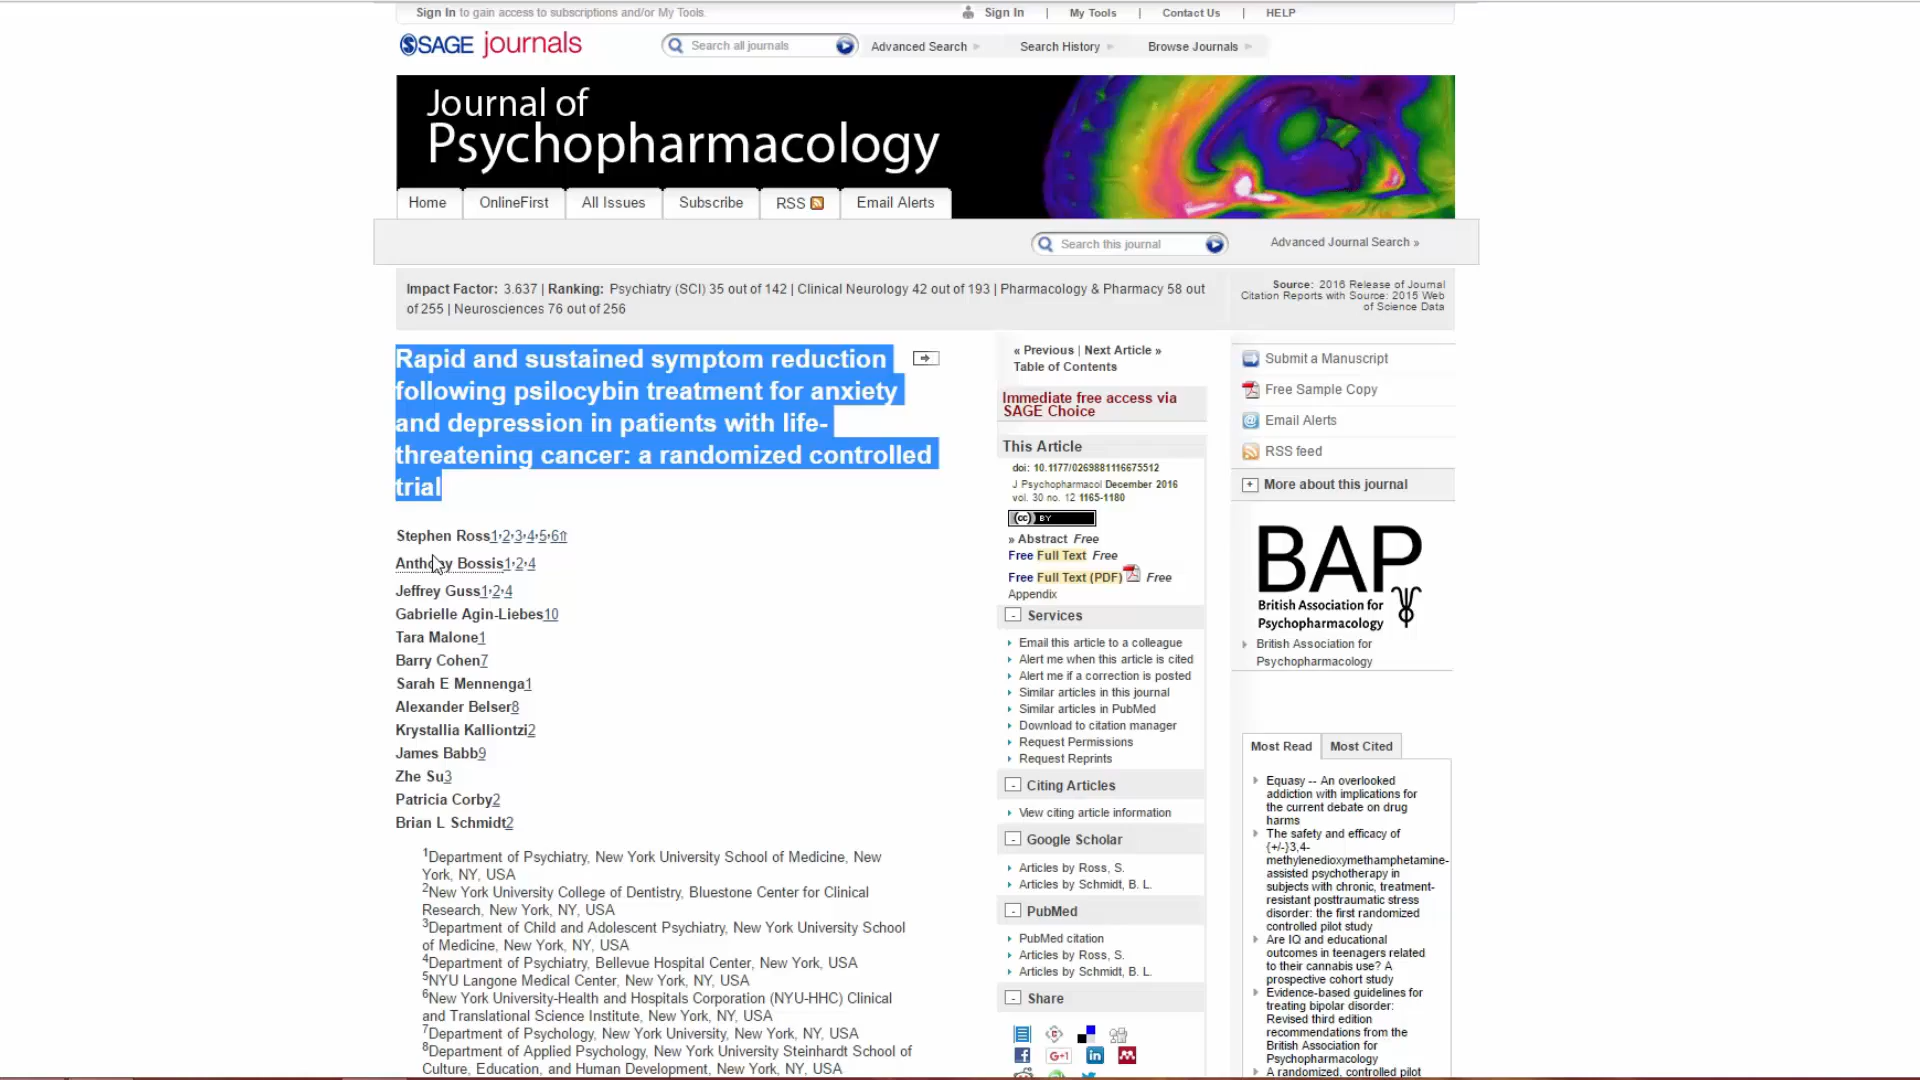 Sign In to gain access to subscriptions and/or My Tools.
Sign In | My Tools | Contact Us | HELP
SAGE journals
Search all journals
Advanced Search
Search History
Browse Journals
Journal of
Psychopharmacology
Home
OnlineFirst
All Issues
Subscribe
RSS
Email Alerts
Search this journal
Advanced Journal Search »
Impact Factor: 3.637 | Ranking: Psychiatry (SCI) 35 out of 142 | Clinical Neurology 42 out of 193 | Pharmacology & Pharmacy 58 out
of 255 | Neurosciences 76 out of 256
Source: 2016 Release of Journal
Citation Reports with Source: 2015 Web
of Science Data
Rapid and sustained symptom reduction
following psilocybin treatment for anxiety
and depression in patients with life-
threatening cancer: a randomized controlled
trial
Stephen Ross1,2,3,4,5,6⇑
Anthony Bossis1,2,4
Jeffrey Guss1,2,4
Gabrielle Agin-Liebes10
Tara Malone1
Barry Cohen7
Sarah E Mennenga1
Alexander Belser8
Krystallia Kalliontzi2
James Babb9
Zhe Su3
Patricia Corby2
Brian L Schmidt2
1Department of Psychiatry, New York University School of Medicine, New
York, NY, USA
2New York University College of Dentistry, Bluestone Center for Clinical
Research, New York, NY, USA
3Department of Child and Adolescent Psychiatry, New York University School
of Medicine, New York, NY, USA
4Department of Psychiatry, Bellevue Hospital Center, New York, USA
5NYU Langone Medical Center, New York, NY, USA
6New York University-Health and Hospitals Corporation (NYU-HHC) Clinical
and Translational Science Institute, New York, NY, USA
7Department of Psychology, New York University, New York, NY, USA
8Department of Applied Psychology, New York University Steinhardt School of
Culture, Education, and Human Development, New York, NY, USA
« Previous | Next Article »
Table of Contents
Immediate free access via
SAGE Choice
This Article
doi: 10.1177/0269881116675512
J Psychopharmacol December 2016
vol. 30 no. 12 1165-1180
(cc) BY
» Abstract Free
Free Full Text Free
Free Full Text (PDF) Free
Appendix
- Services
Email this article to a colleague
Alert me when this article is cited
Alert me if a correction is posted
Similar articles in this journal
Similar articles in PubMed
Download to citation manager
Request Permissions
Request Reprints
- Citing Articles
View citing article information
- Google Scholar
Articles by Ross, S.
Articles by Schmidt, B. L.
- PubMed
PubMed citation
Articles by Ross, S.
Articles by Schmidt, B. L.
- Share
G+1
in
Submit a Manuscript
Free Sample Copy
Email Alerts
RSS feed
+ More about this journal
BAP
British Association for
Psychopharmacology
British Association for
Psychopharmacology
Most Read
Most Cited
Equasy -- An overlooked
addiction with implications for
the current debate on drug
harms
The safety and efficacy of
{+/-}3,4-
methylenedioxymethamphetamine-
assisted psychotherapy in
subjects with chronic, treatment-
resistant posttraumatic stress
disorder: the first randomized
controlled pilot study
Are IQ and educational
outcomes in teenagers related
to their cannabis use? A
prospective cohort study
Evidence-based guidelines for
treating bipolar disorder:
Revised third edition
recommendations from the
British Association for
Psychopharmacology
A randomized, controlled pilot